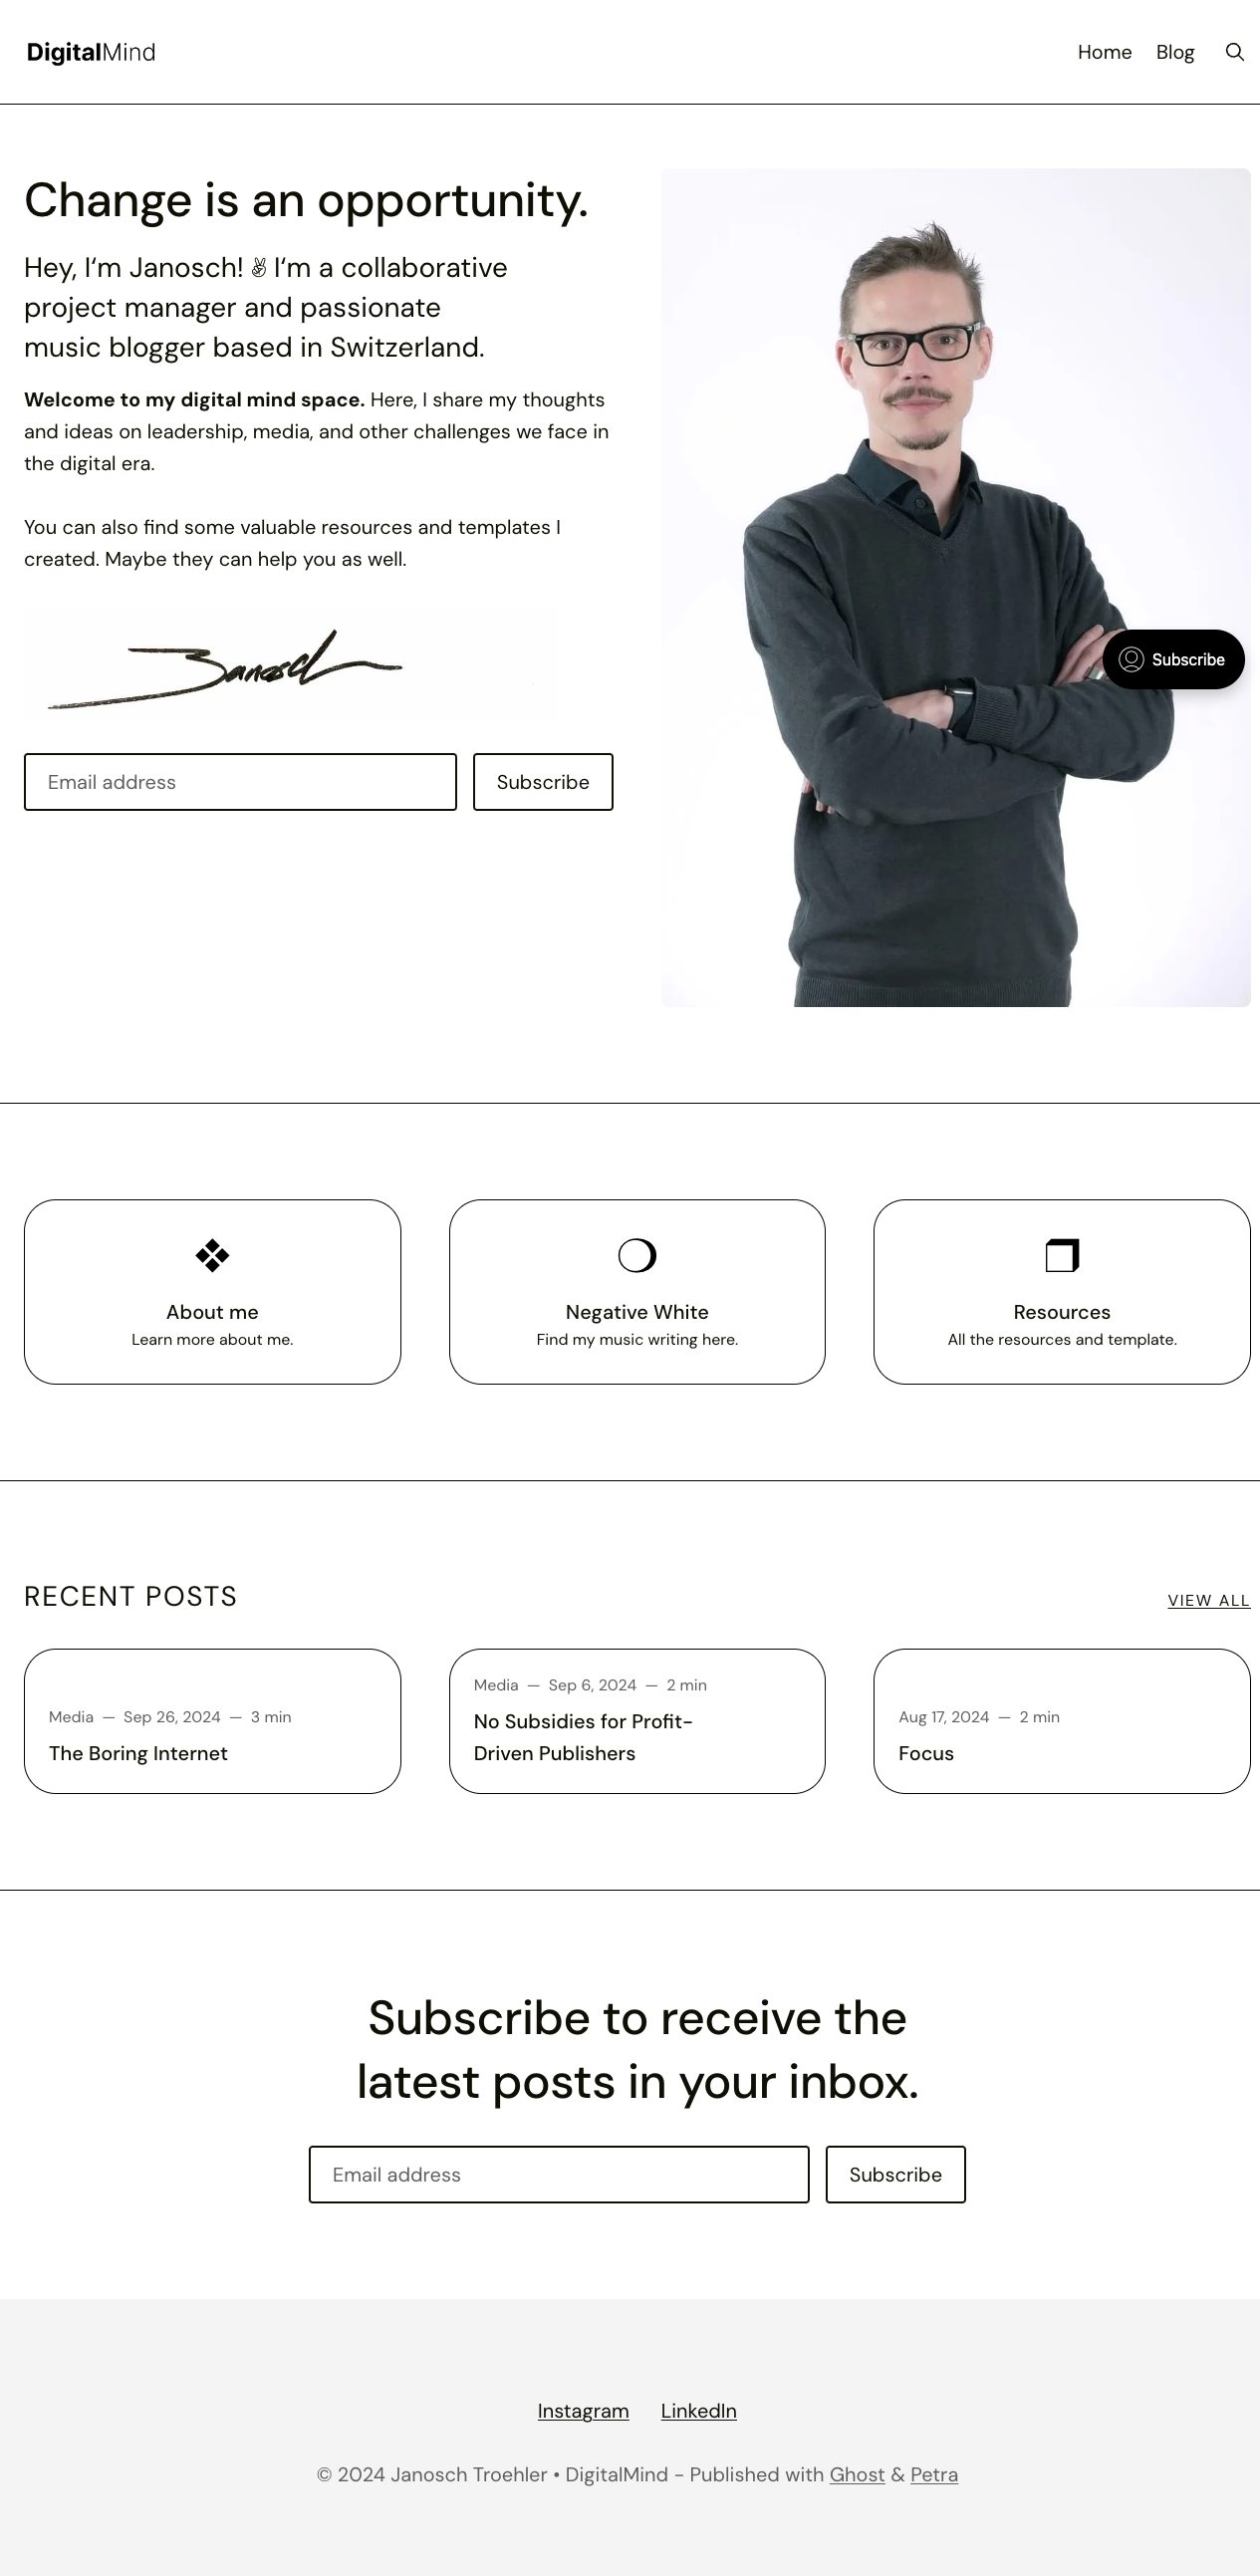 DigitalMind
Home Blog
Change is an opportunity.
Hey, I‘m Janosch! ✌ I‘m a collaborative
project manager and passionate
music blogger based in Switzerland.
Welcome to my digital mind space. Here, I share my thoughts
and ideas on leadership, media, and other challenges we face in
the digital era.
You can also find some valuable resources and templates I
created. Maybe they can help you as well.
Janosch
Subscribe
Email address
Subscribe
About me
Learn more about me.
Negative White
Find my music writing here.
Resources
All the resources and template.
RECENT POSTS
VIEW ALL
Media — Sep 26, 2024 — 3 min
The Boring Internet
Media — Sep 6, 2024 — 2 min
No Subsidies for Profit-
Driven Publishers
Aug 17, 2024 — 2 min
Focus
Subscribe to receive the
latest posts in your inbox.
Email address
Subscribe
Instagram LinkedIn
© 2024 Janosch Troehler • DigitalMind - Published with Ghost & Petra